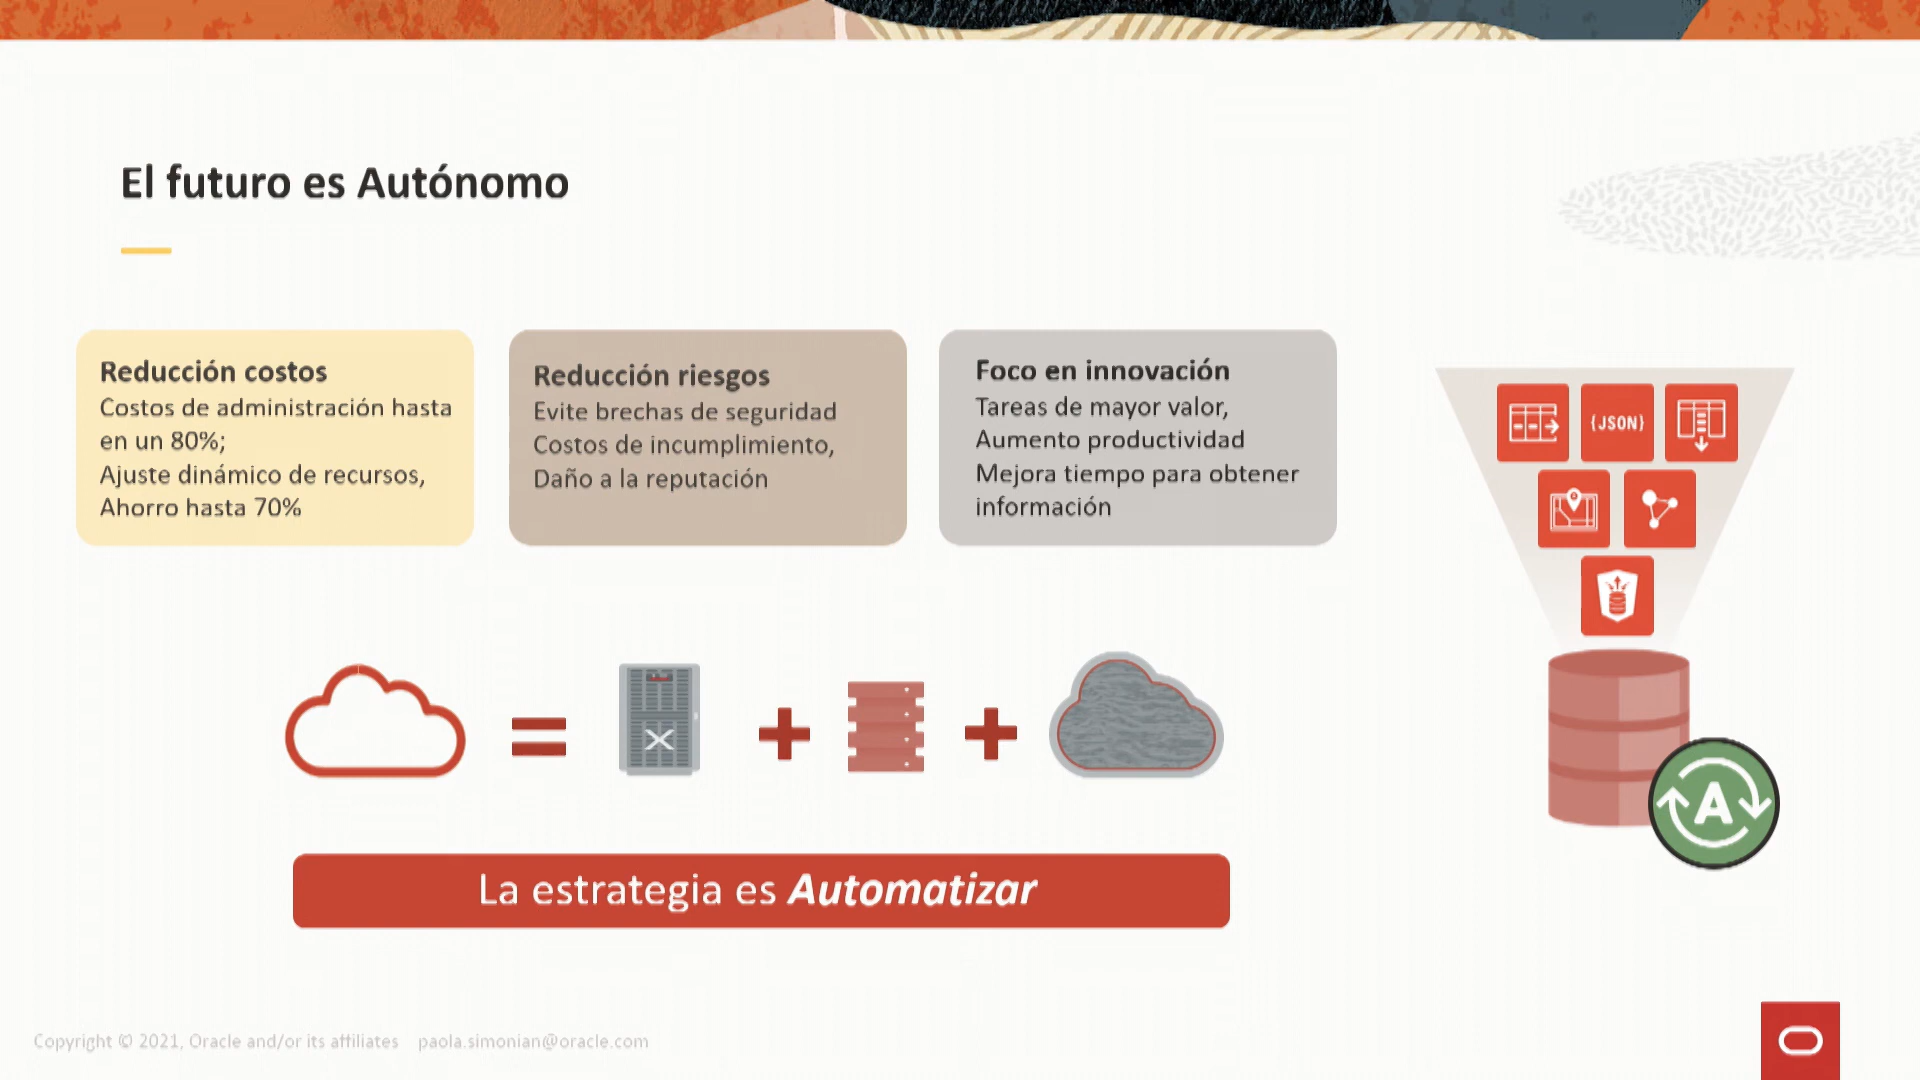 El futuro es Autónomo
Reducción costos
Costos de administración hasta
en un 80%;
Ajuste dinámico de recursos,
Ahorro hasta 70%
Reducción riesgos
Evite brechas de seguridad
Costos de incumplimiento,
Daño a la reputación
Foco en innovación
Tareas de mayor valor,
Aumento productividad
Mejora tiempo para obtener
información
{JSON}
A
La estrategia es Automatizar
Copyright © 2021, Oracle and/or its affiliates paola.simonian@oracle.com